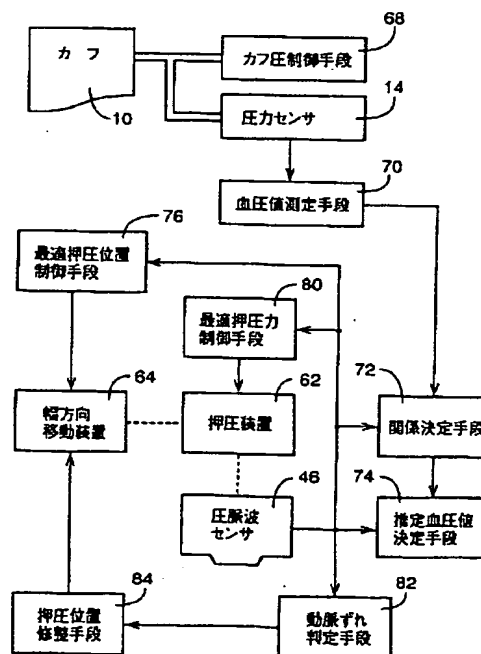 カフ
10
68
カフ圧制御手段
14
圧力センサ
70
血圧値測定手段
76
最適押圧位置
制御手段
80
最適押圧力
制御手段
64
幅方向
移動装置
62
押圧装置
72
関係決定手段
46
圧脈波
センサ
74
推定血圧値
決定手段
84
押圧位置
修整手段
82
動脈ずれ
判定手段